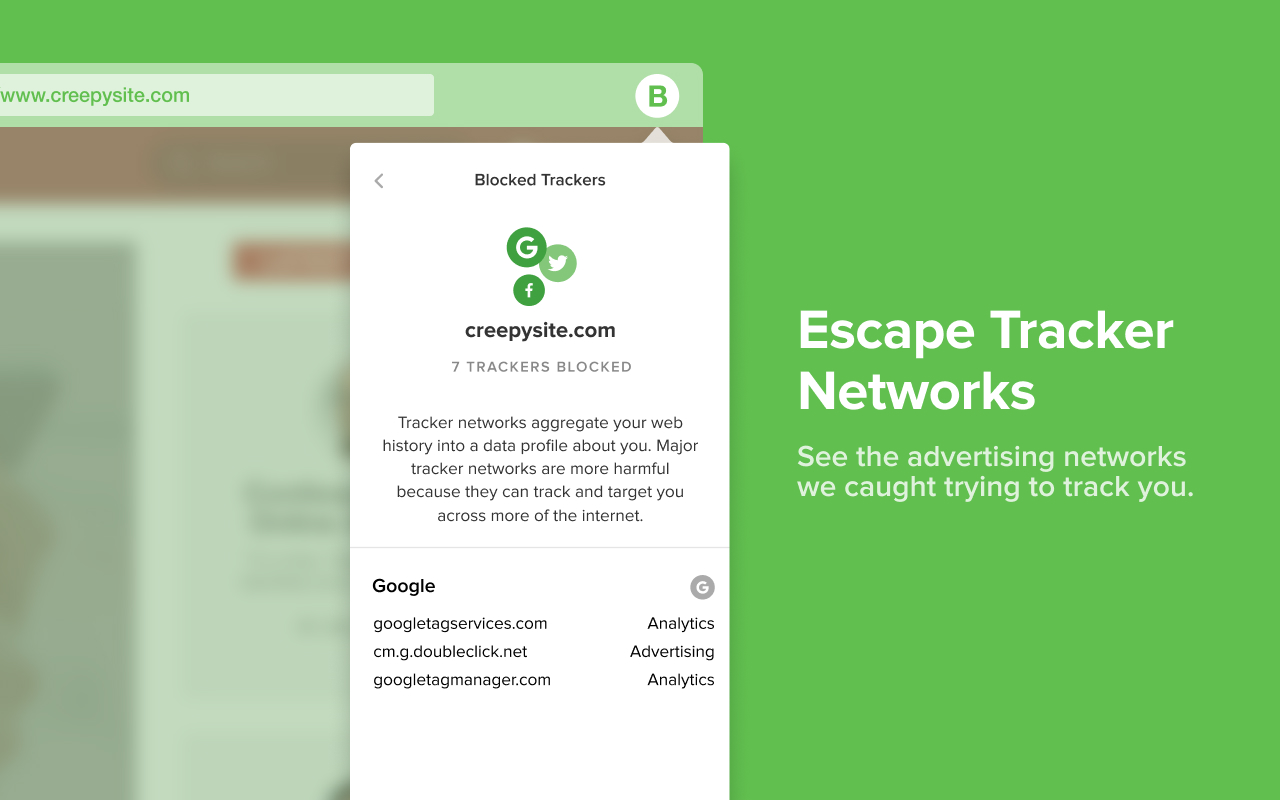 www.creepysite.com
B
Blocked Trackers
G
f
creepysite.com
7 TRACKERS BLOCKED
Tracker networks aggregate your web
history into a data profile about you. Major
tracker networks are more harmful
because they can track and target you
across more of the internet.
Google
G
googletagservices.com Analytics
cm.g.doubleclick.net Advertising
googletagmanager.com Analytics
Escape Tracker
Networks
See the advertising networks
we caught trying to track you.